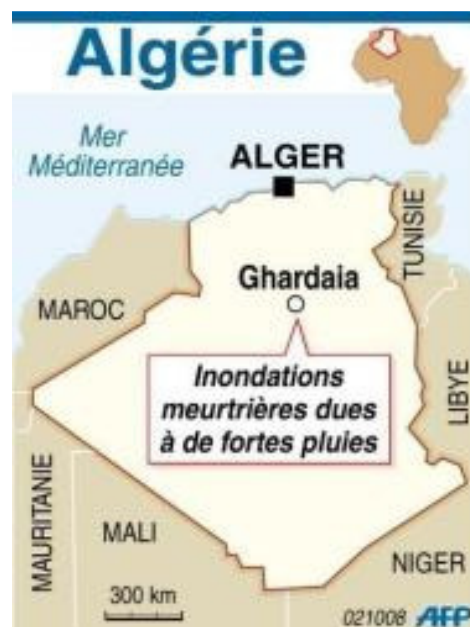 Algérie
Mer
Méditerranée
ALGER
TUNISIE
Ghardaia
MAROC
Inondations
meurtrières dues
à de fortes pluies
LIBYE
MAURITANIE
MALI
NIGER
300 km
021008 AFP